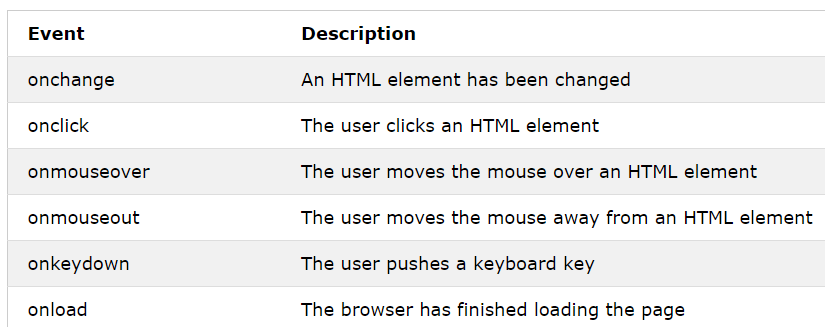 Event Description
onchange An HTML element has been changed
onclick The user clicks an HTML element
onmouseover The user moves the mouse over an HTML element
onmouseout The user moves the mouse away from an HTML element
onkeydown The user pushes a keyboard key
onload The browser has finished loading the page